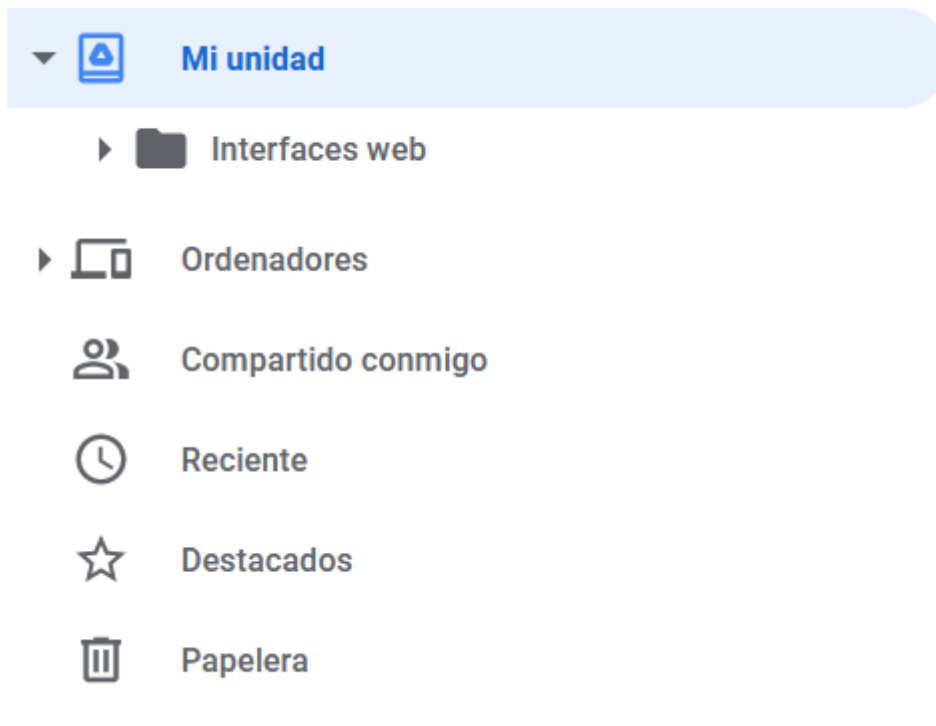 Mi unidad
Interfaces web
Ordenadores
Compartido conmigo
Reciente
Destacados
Papelera